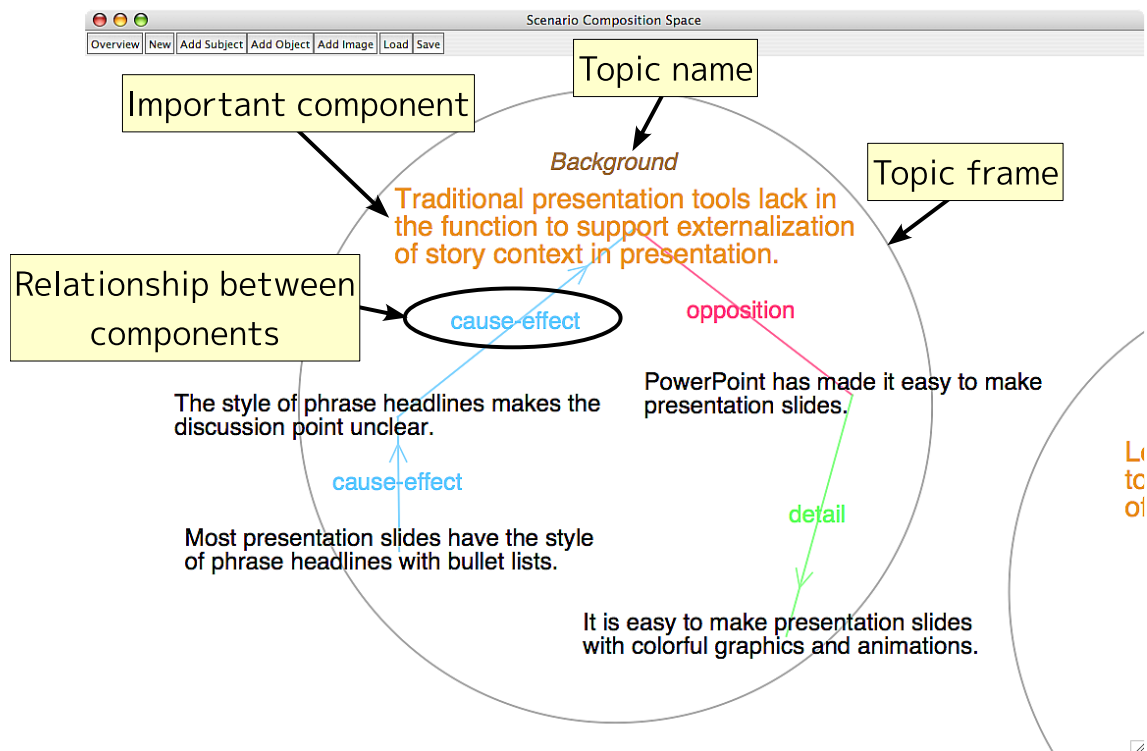 Scenario Composition Space
Overview New Add Subject Add Object Add Image Load Save
Topic name
Important component
Background
Topic frame
Traditional presentation tools lack in
the function to support externalization
of story context in presentation.
Relationship between
components
opposition
cause-effect
PowerPoint has made it easy to make
presentation slides.
The style of phrase headlines makes the
discussion point unclear.
cause-effect
detail
Most presentation slides have the style
of phrase headlines with bullet lists.
It is easy to make presentation slides
with colorful graphics and animations.